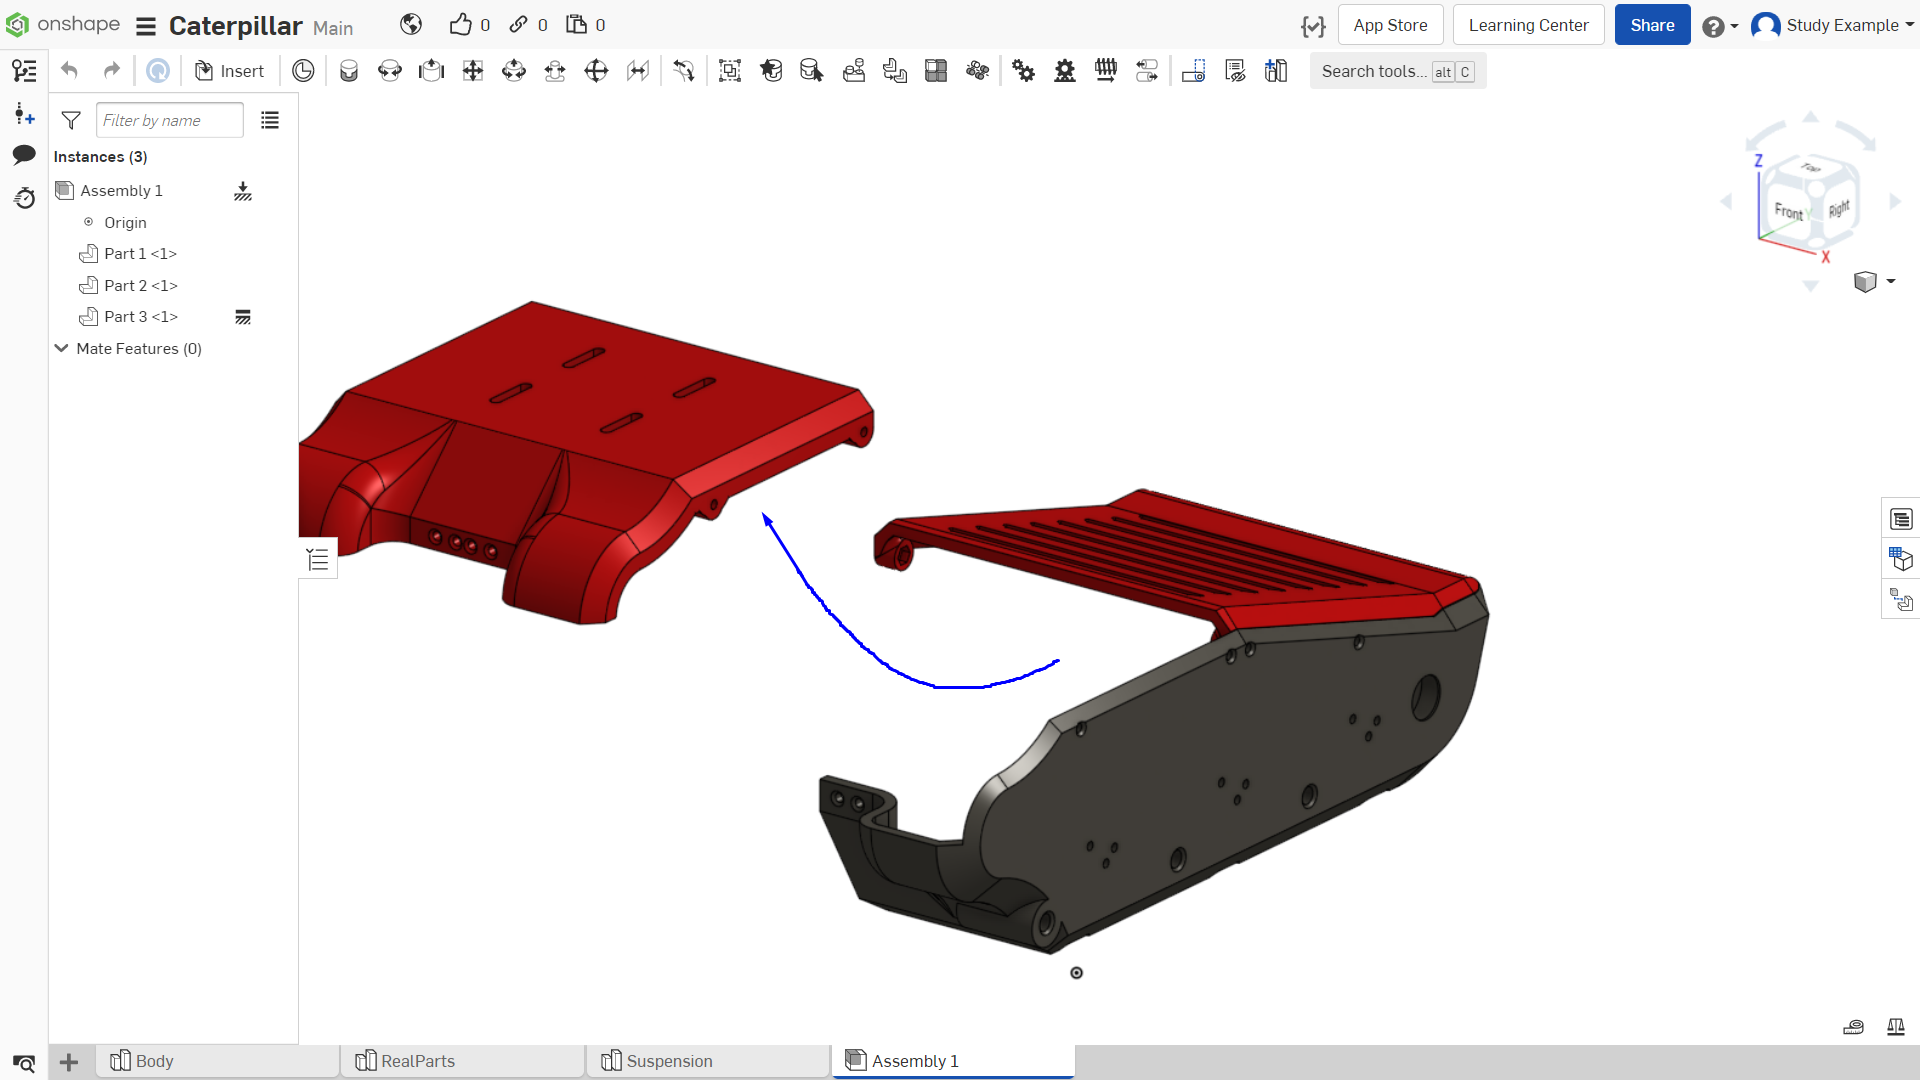 onshape Caterpillar Main 0 0 0 App Store Learning Center Share Study Example
Insert Search tools... alt C
Filter by name
Instances (3)
Assembly 1
Origin
Part 1 <1>
Part 2 <1>
Part 3 <1>
Mate Features (0)
Z
Top
Front Y Right
X
Body RealParts Suspension Assembly 1